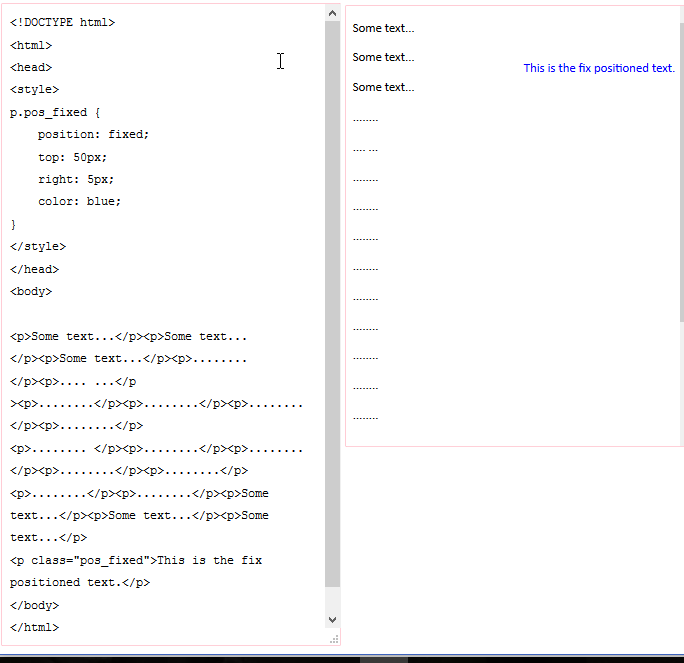 <!DOCTYPE html>
<html>
<head>
<style>
p.pos_fixed {
    position: fixed;
    top: 50px;
    right: 5px;
    color: blue;
}
</style>
</head>
<body>

<p>Some text...</p><p>Some text...
</p><p>Some text...</p><p>........
</p><p>.... ...</p
><p>........</p><p>........</p><p>........
</p><p>........</p>
<p>........ </p><p>........</p><p>........
</p><p>........</p><p>........</p>
<p>........</p><p>........</p><p>Some
text...</p><p>Some text...</p><p>Some
text...</p>
<p class="pos_fixed">This is the fix
positioned text.</p>
</body>
</html>
Some text...
Some text...
This is the fix positioned text.
Some text...
........
.... ...
........
........
........
........
........
........
........
........
........